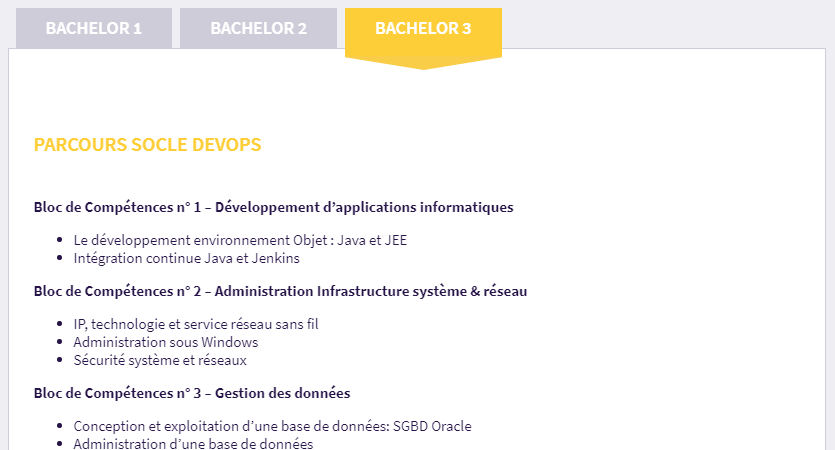 BACHELOR 1 BACHELOR 2 BACHELOR 3
PARCOURS SOCLE DEVOPS
Bloc de Compétences n° 1 – Développement d’applications informatiques
• Le développement environnement Objet : Java et JEE
• Intégration continue Java et Jenkins
Bloc de Compétences n° 2 – Administration Infrastructure système & réseau
• IP, technologie et service réseau sans fil
• Administration sous Windows
• Sécurité système et réseaux
Bloc de Compétences n° 3 – Gestion des données
• Conception et exploitation d’une base de données: SGBD Oracle
• Administration d’une base de données